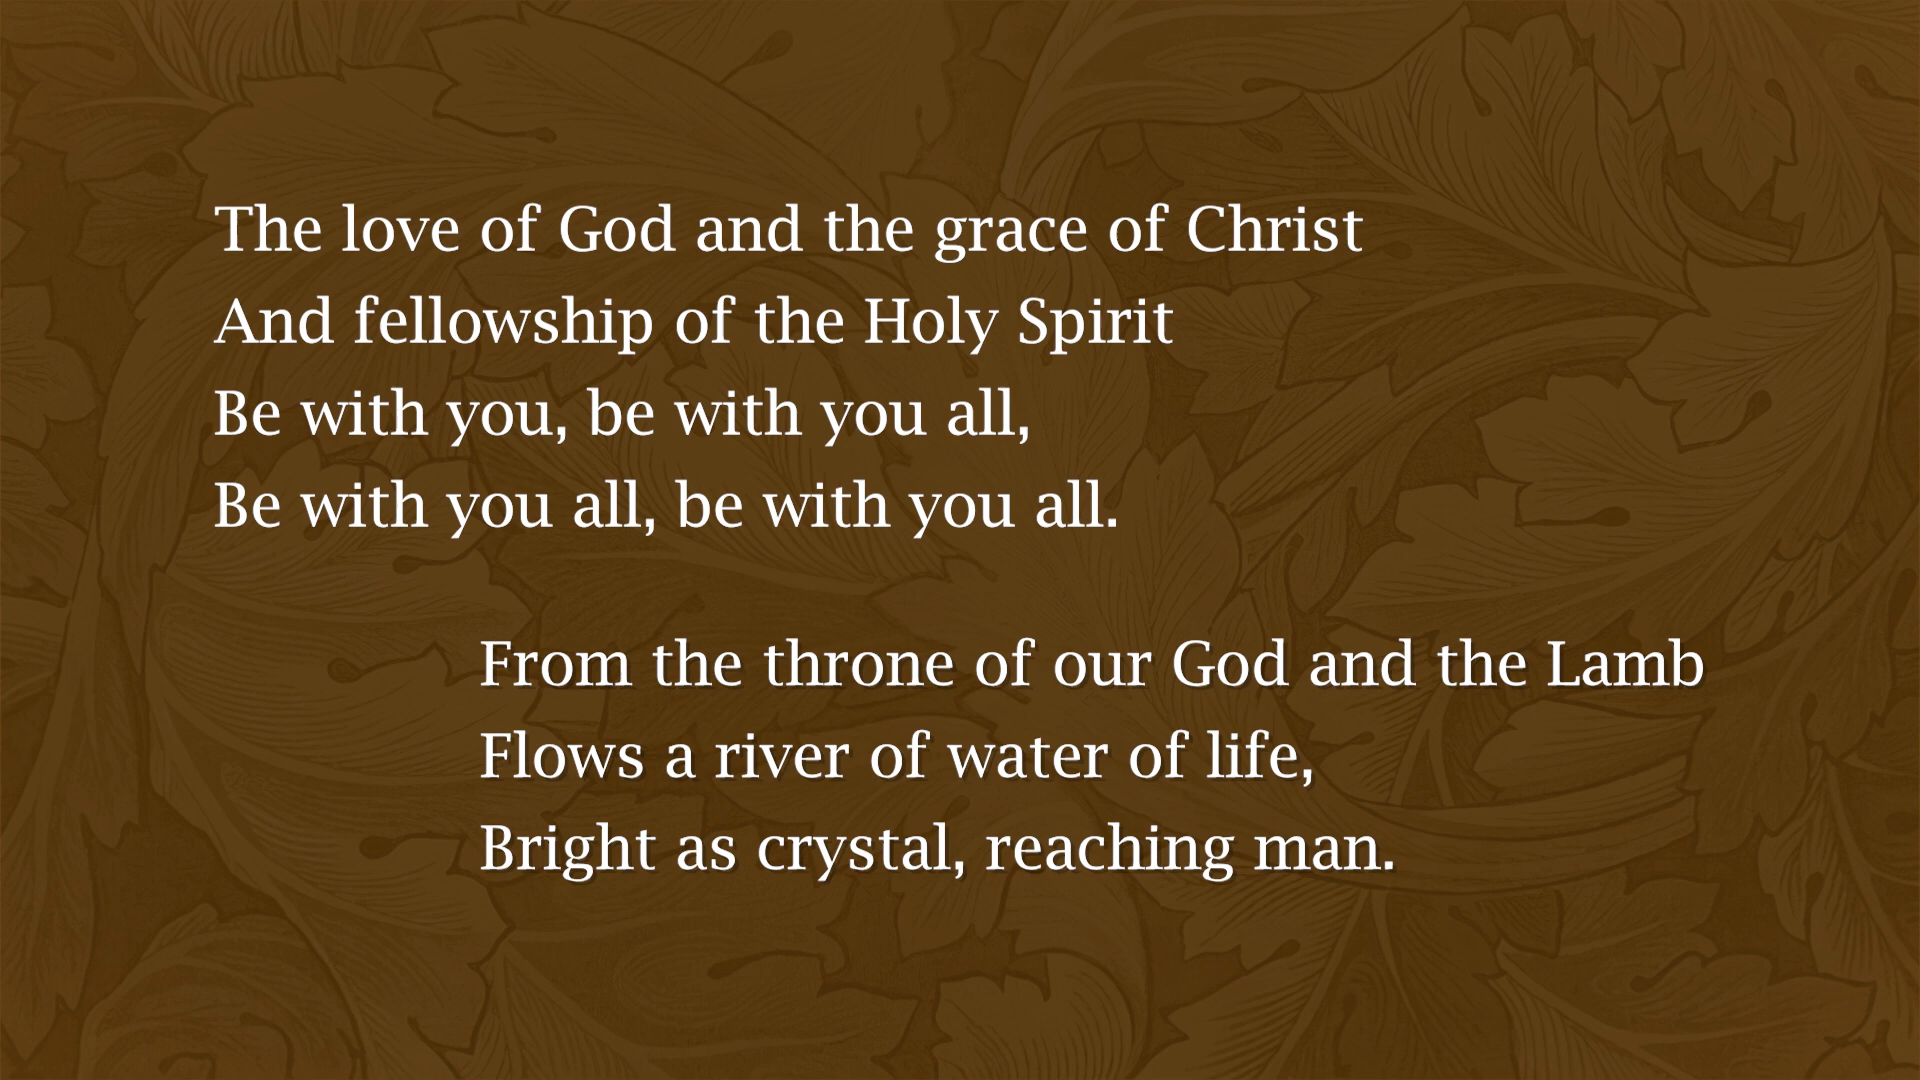 The love of God and the grace of Christ
And fellowship of the Holy Spirit
Be with you, be with you all,
Be with you all, be with you all.
From the throne of our God and the Lamb
Flows a river of water of life,
Bright as crystal, reaching man.